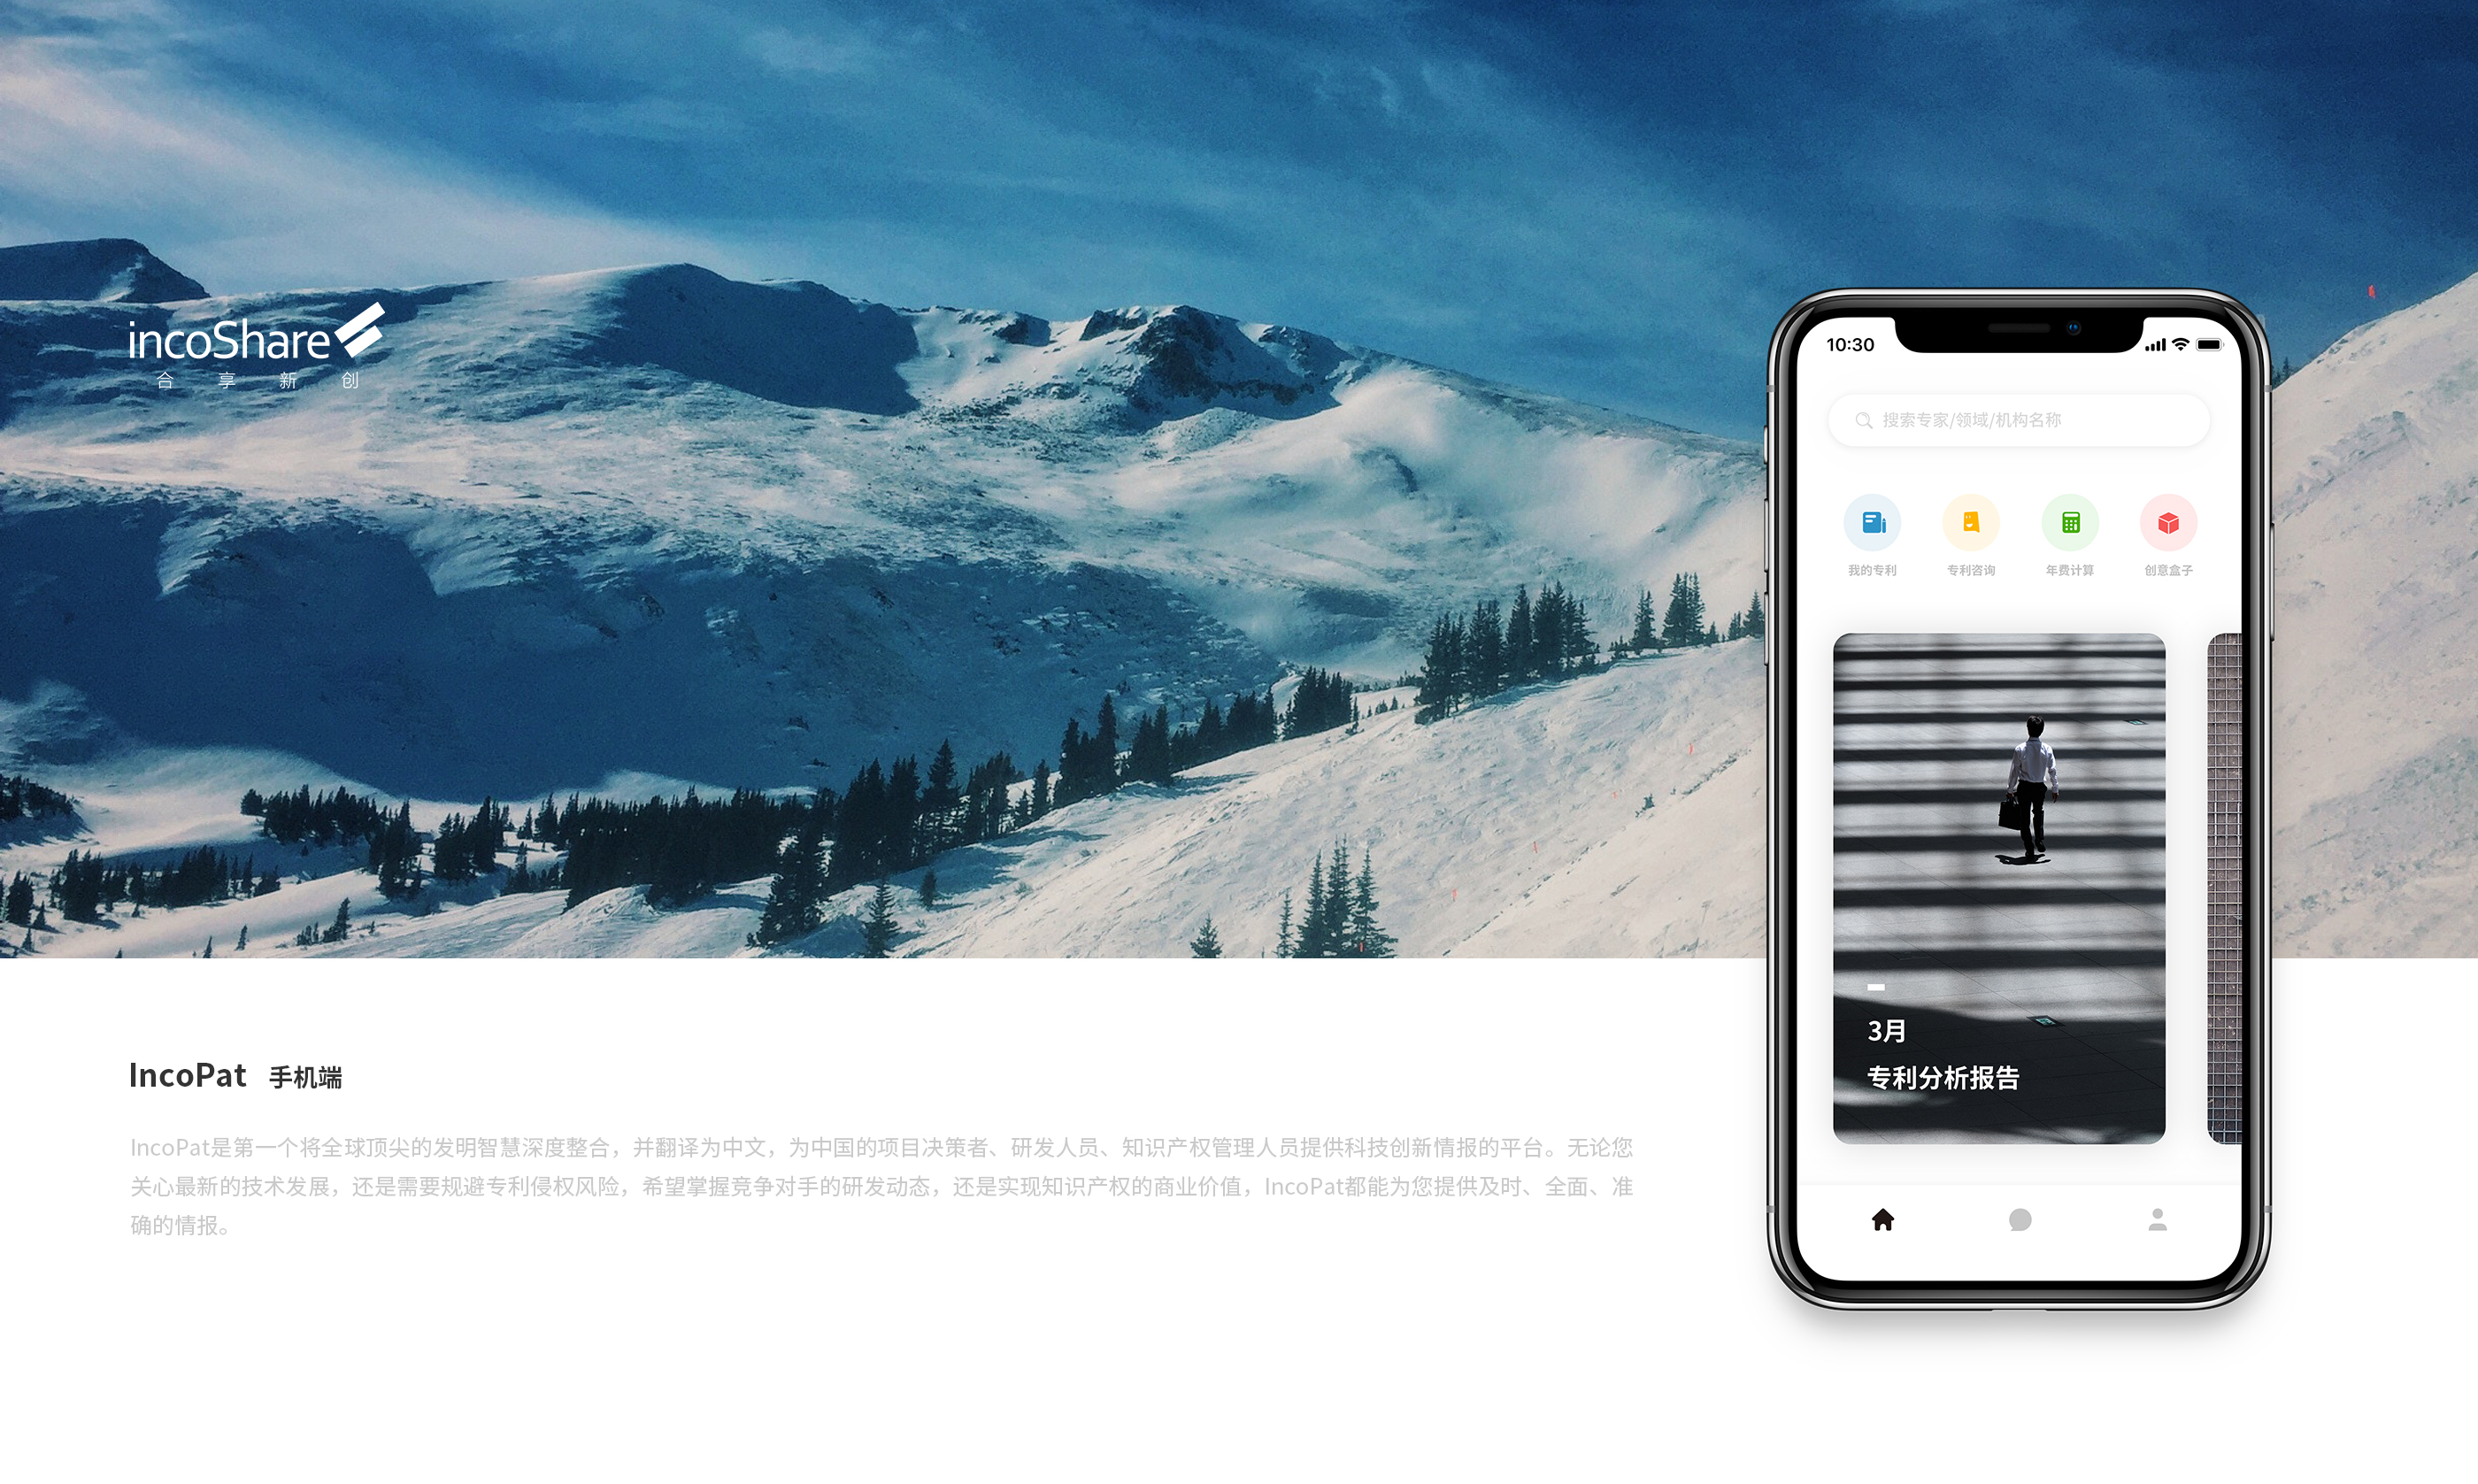 incoShare
合享新创
10:30
搜索专家/领域/机构名称
我的专利 专利咨询 年费计算 创意盒子
3月
专利分析报告
IncoPat 手机端
IncoPat是第一个将全球顶尖的发明智慧深度整合，并翻译为中文，为中国的项目决策者、研发人员、知识产权管理人员提供科技创新情报的平台。无论您
关心最新的技术发展，还是需要规避专利侵权风险，希望掌握竞争对手的研发动态，还是实现知识产权的商业价值，IncoPat都能为您提供及时、全面、准
确的情报。